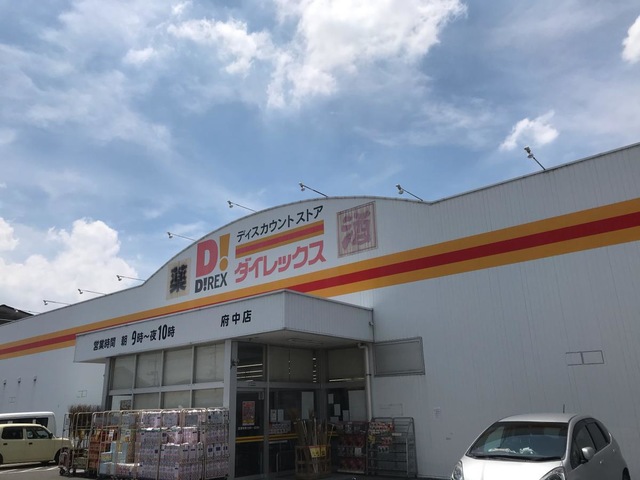 ディスカウント ストア
薬
D!
D!REX
ダイレックス
酒
府中店
営業時間 朝 9時～夜10時